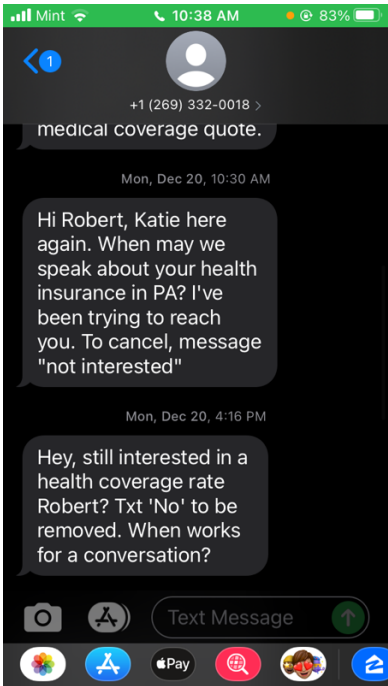 Mint 10:38 AM 83%
1
+1 (269) 332-0018 >
medical coverage quote.
Mon, Dec 20, 10:30 AM
Hi Robert, Katie here
again. When may we
speak about your health
insurance in PA? I've
been trying to reach
you. To cancel, message
"not interested"
Mon, Dec 20, 4:16 PM
Hey, still interested in a
health coverage rate
Robert? Txt 'No' to be
removed. When works
for a conversation?
Text Message
Pay